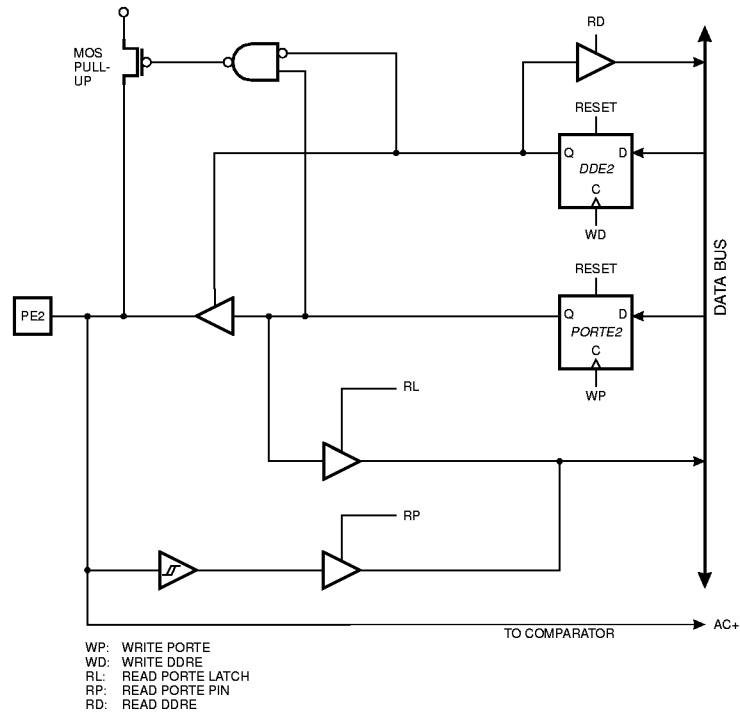 RD
MOS
PULL-
UP
RESET
Q
D
DDE2
C
WD
DATA BUS
RESET
PE2
Q
D
PORTE2
C
WP
RL
RP
TO COMPARATOR
AC+
WP: WRITE PORTE
WD: WRITE DDRE
RL: READ PORTE LATCH
RP: READ PORTE PIN
RD: READ DDRE